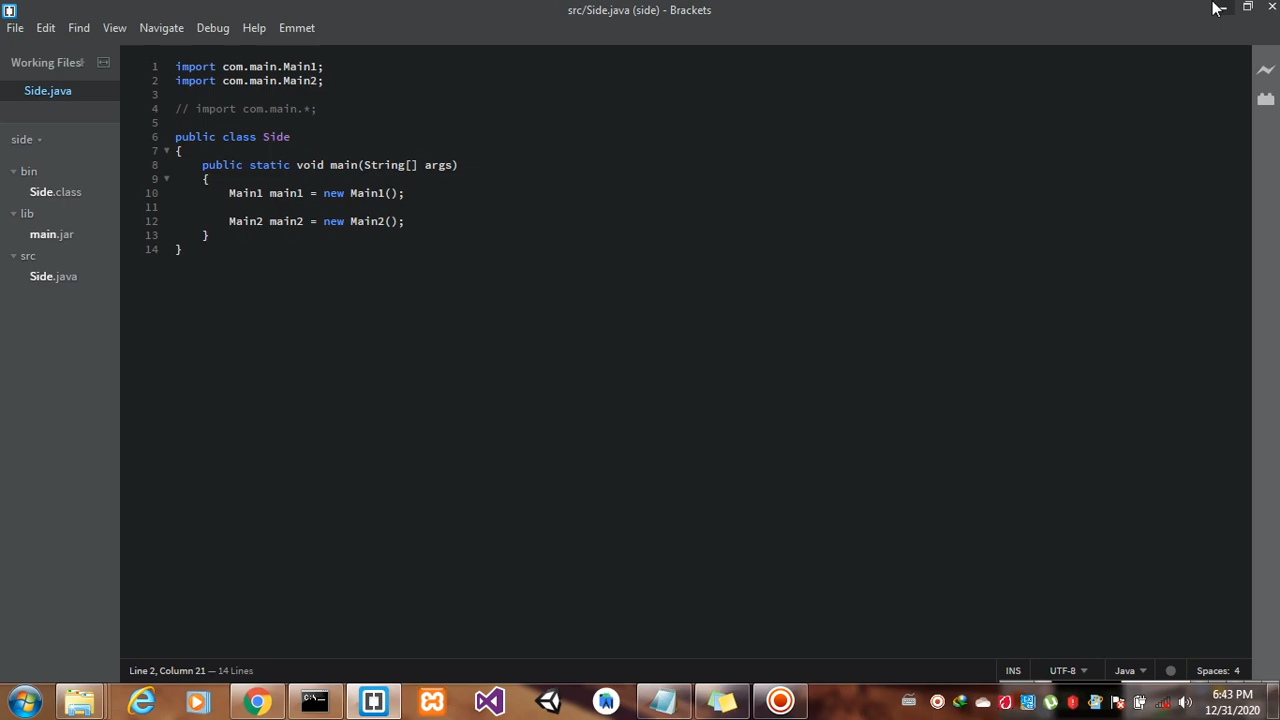 src/Side.java (side) - Brackets
File Edit Find View Navigate Debug Help Emmet
Working Files
Side.java
side
bin
Side.class
lib
main.jar
src
Side.java
1 import com.main.Main1;
2 import com.main.Main2;
3
4 // import com.main.*;
5
6 public class Side
7 {
8 public static void main(String[] args)
9 {
10 Main1 main1 = new Main1();
11
12 Main2 main2 = new Main2();
13 }
14 }
Line 2, Column 21 — 14 Lines
INS UTF-8 Java Spaces: 4
6:43 PM
12/31/2020